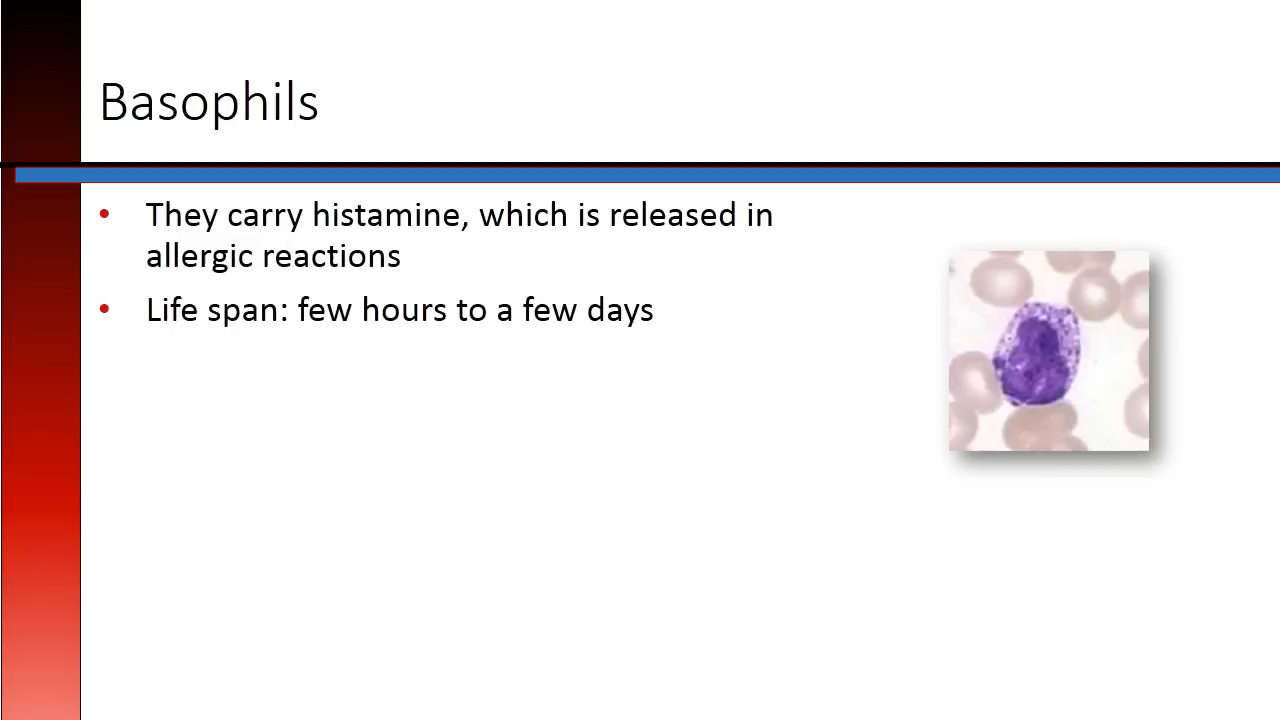 Basophils
• They carry histamine, which is released in
allergic reactions
• Life span: few hours to a few days